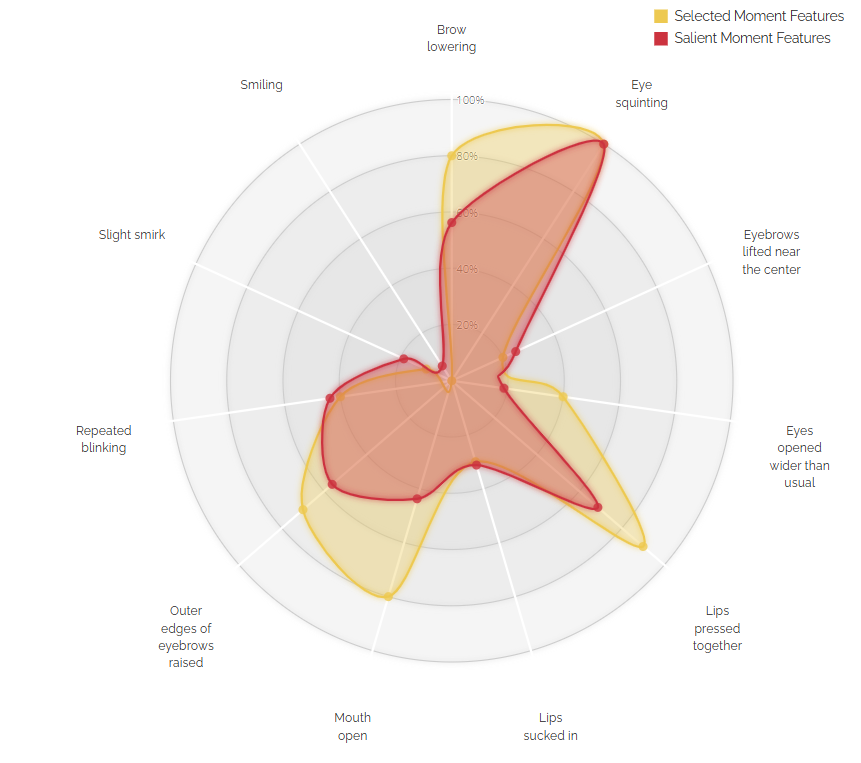 Selected Moment Features
Salient Moment Features
Brow
lowering
Eye
squinting
Smiling
100%
80%
60%
40%
20%
Slight smirk
Eyebrows
lifted near
the center
Repeated
blinking
Eyes
opened
wider than
usual
Outer
edges of
eyebrows
raised
Lips
pressed
together
Mouth
open
Lips
sucked in